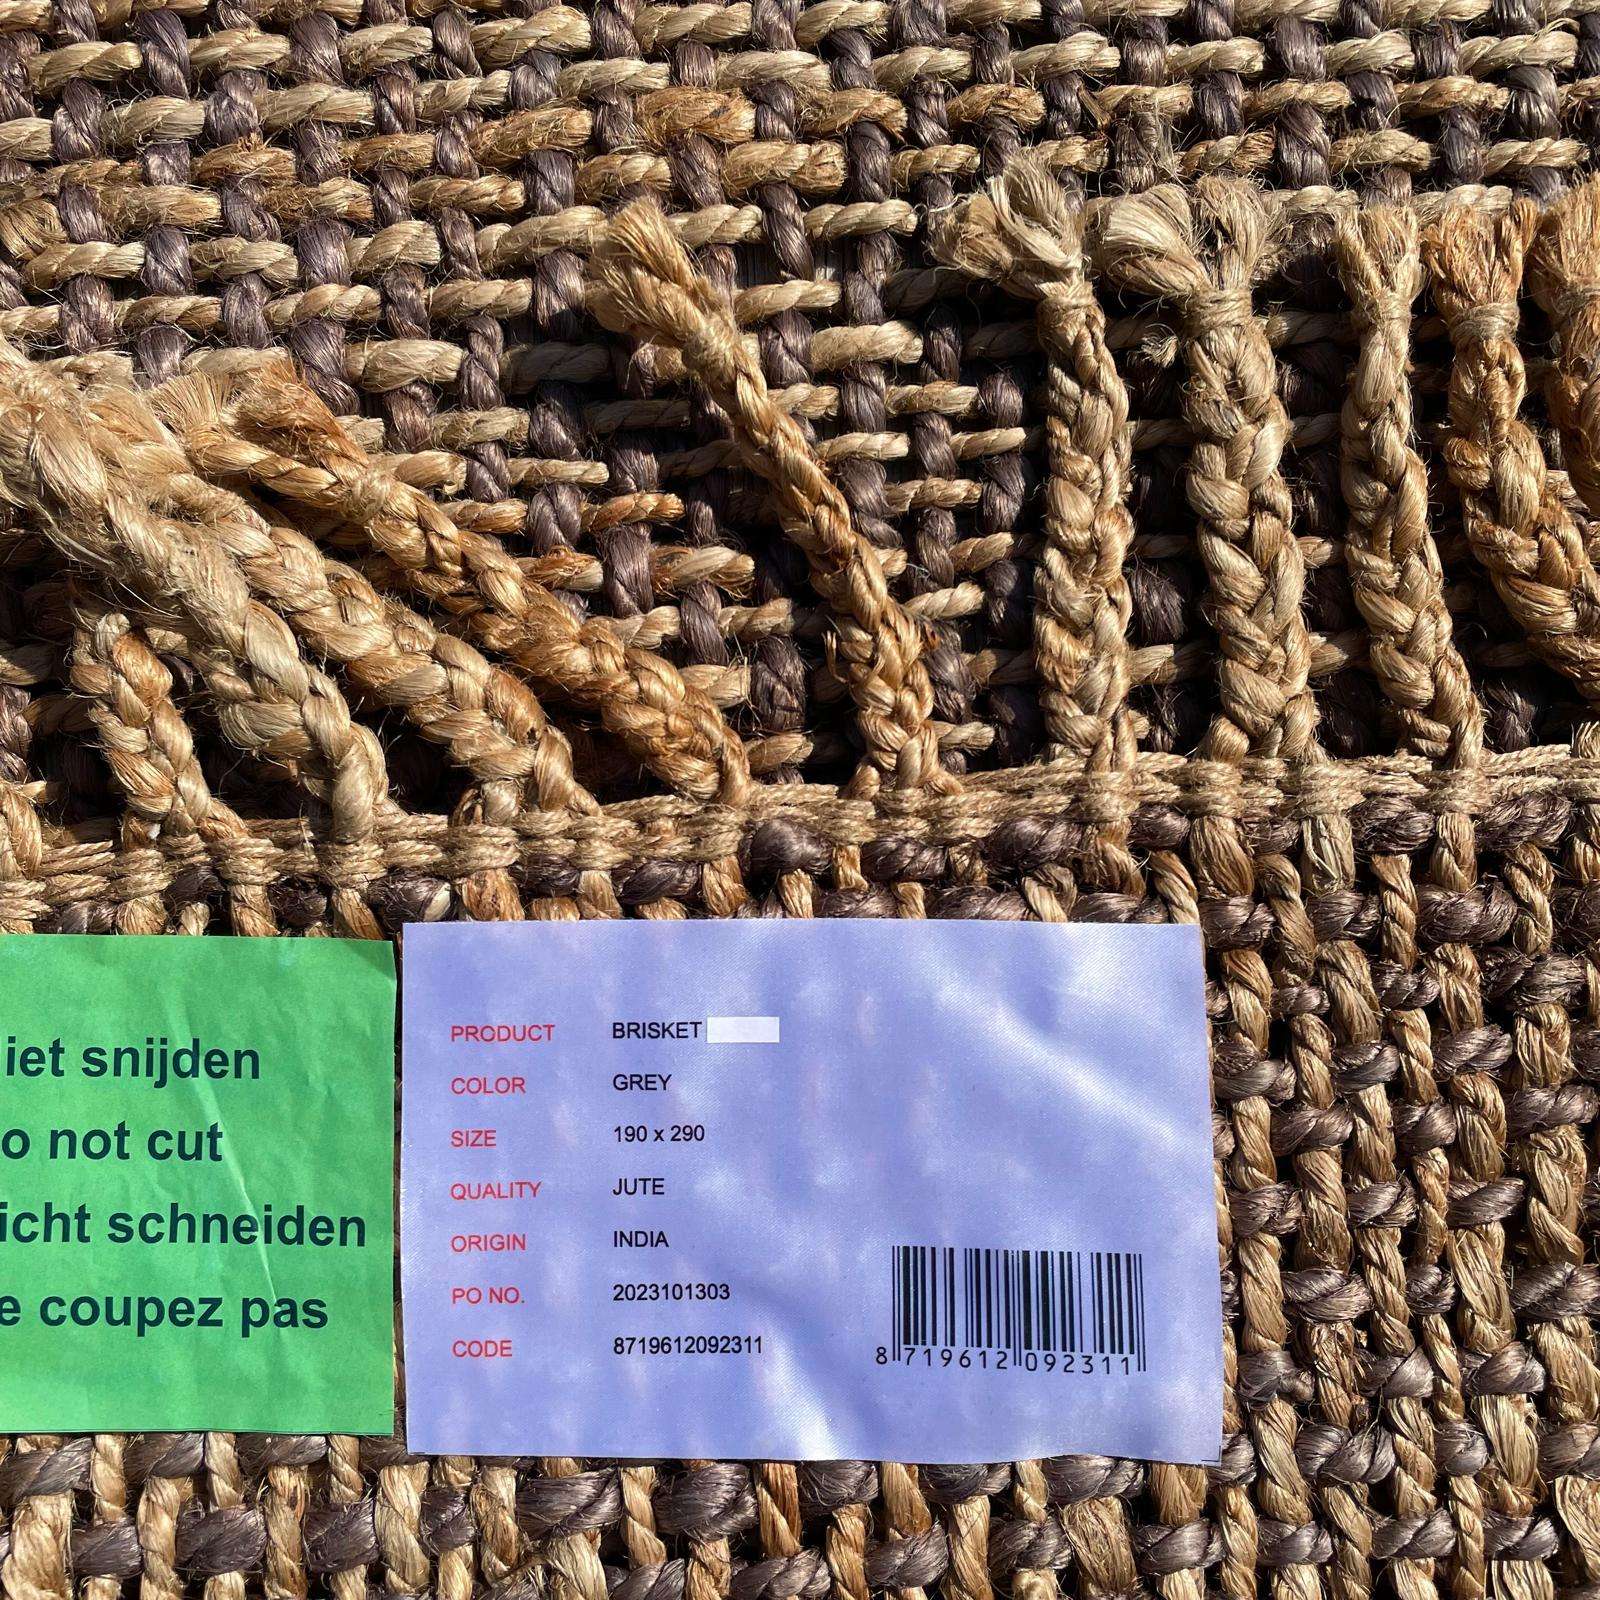 iet snijden
o not cut
icht schneiden
e coupez pas
PRODUCT BRISKET
COLOR GREY
SIZE 190 x 290
QUALITY JUTE
ORIGIN INDIA
PO NO. 2023101303
CODE 8719612092311
8 719612 092311